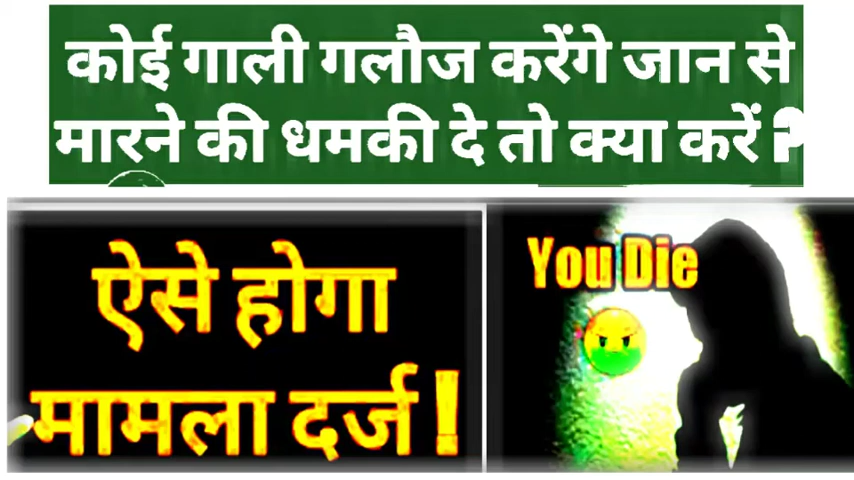 कोई गाली गलौज करेंगे जान से
मारने की धमकी दे तो क्या करें?
ऐसे होगा
मामला दर्ज !
You Die